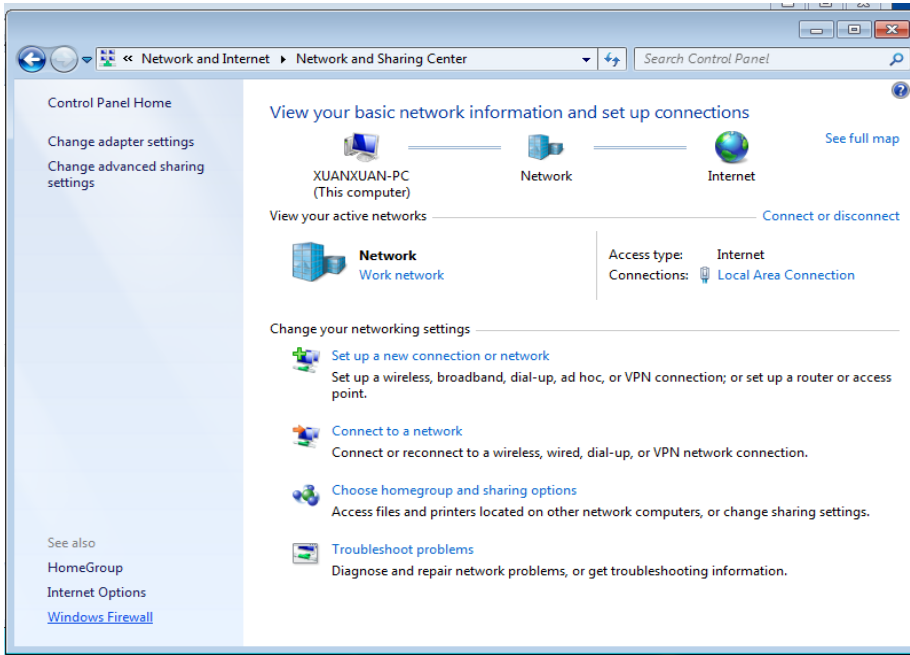 « Network and Internet ▸ Network and Sharing Center
Search Control Panel
Control Panel Home
Change adapter settings
Change advanced sharing
settings
See also
HomeGroup
Internet Options
Windows Firewall
View your basic network information and set up connections
See full map
XUANXUAN-PC
(This computer)
Network
Internet
View your active networks
Connect or disconnect
Network
Work network
Access type: Internet
Connections: Local Area Connection
Change your networking settings
Set up a new connection or network
Set up a wireless, broadband, dial-up, ad hoc, or VPN connection; or set up a router or access
point.
Connect to a network
Connect or reconnect to a wireless, wired, dial-up, or VPN network connection.
Choose homegroup and sharing options
Access files and printers located on other network computers, or change sharing settings.
Troubleshoot problems
Diagnose and repair network problems, or get troubleshooting information.